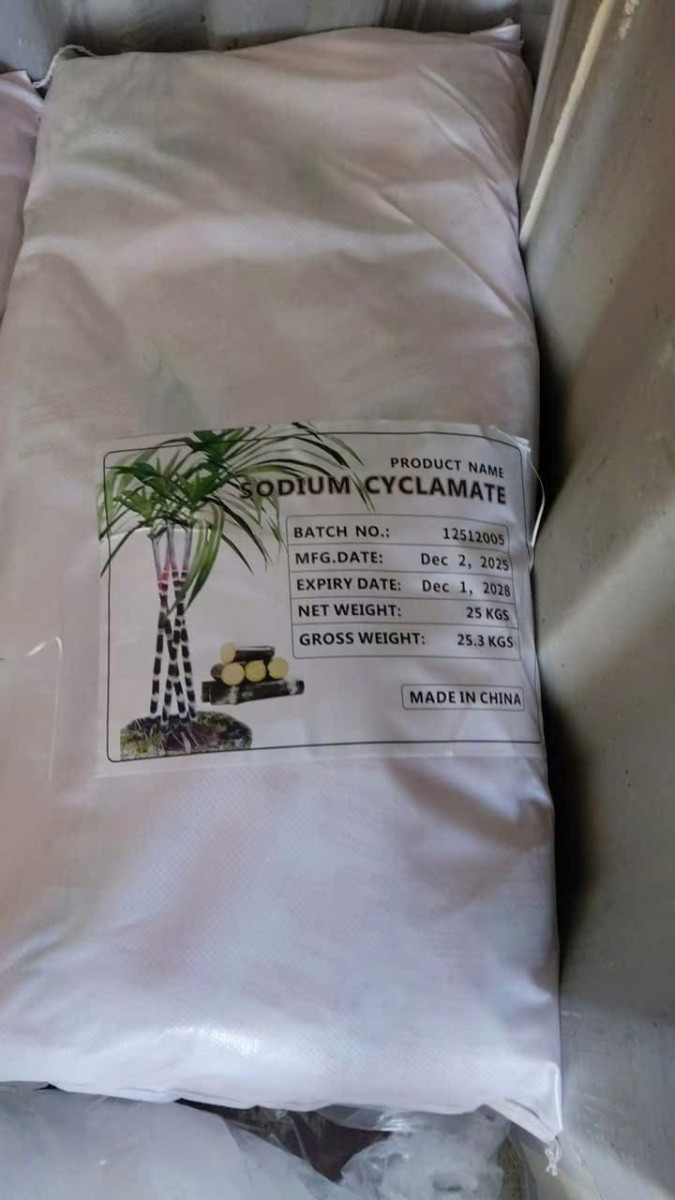 PRODUCT NAME
SODIUM CYCLAMATE
BATCH NO.: 12512005
MFG.DATE: Dec 2, 2025
EXPIRY DATE: Dec 1, 2028
NET WEIGHT: 25 KGS
GROSS WEIGHT: 25.3 KGS
MADE IN CHINA